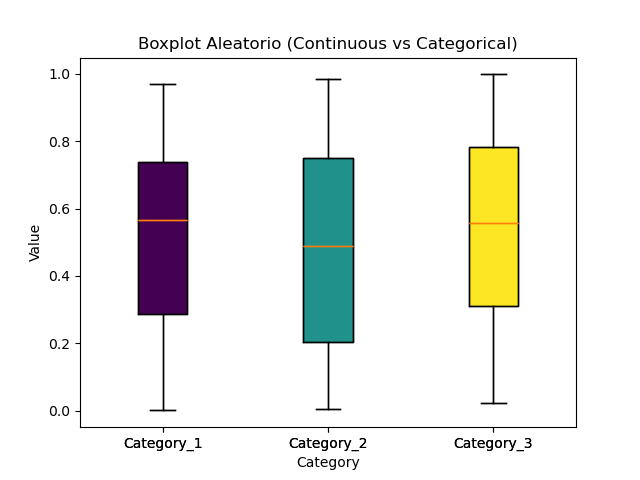 Boxplot Aleatorio (Continuous vs Categorical)
1.0
0.8
0.6
0.4
0.2
0.0
Value
Category_1 Category_2 Category_3
Category